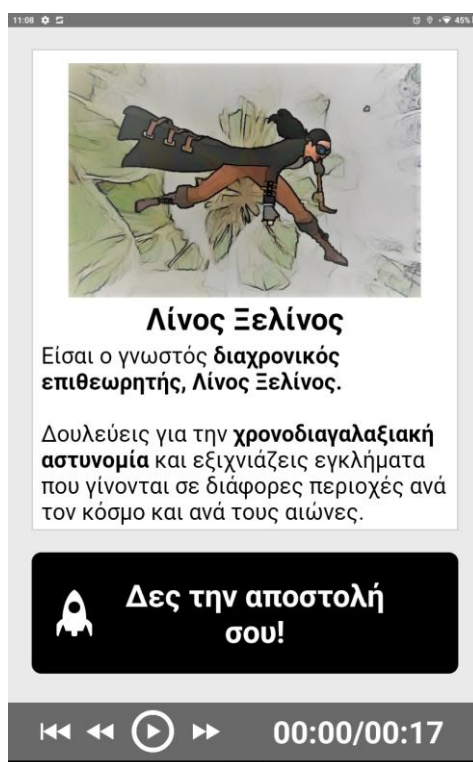 11:08
45%
Λίνος Ξελίνος
Είσαι ο γνωστός διαχρονικός
επιθεωρητής, Λίνος Ξελίνος.
Δουλεύεις για την χρονοδιαγαλαξιακή
αστυνομία και εξιχνιάζεις εγκλήματα
που γίνονται σε διάφορες περιοχές ανά
τον κόσμο και ανά τους αιώνες.
Δες την αποστολή
σου!
00:00/00:17